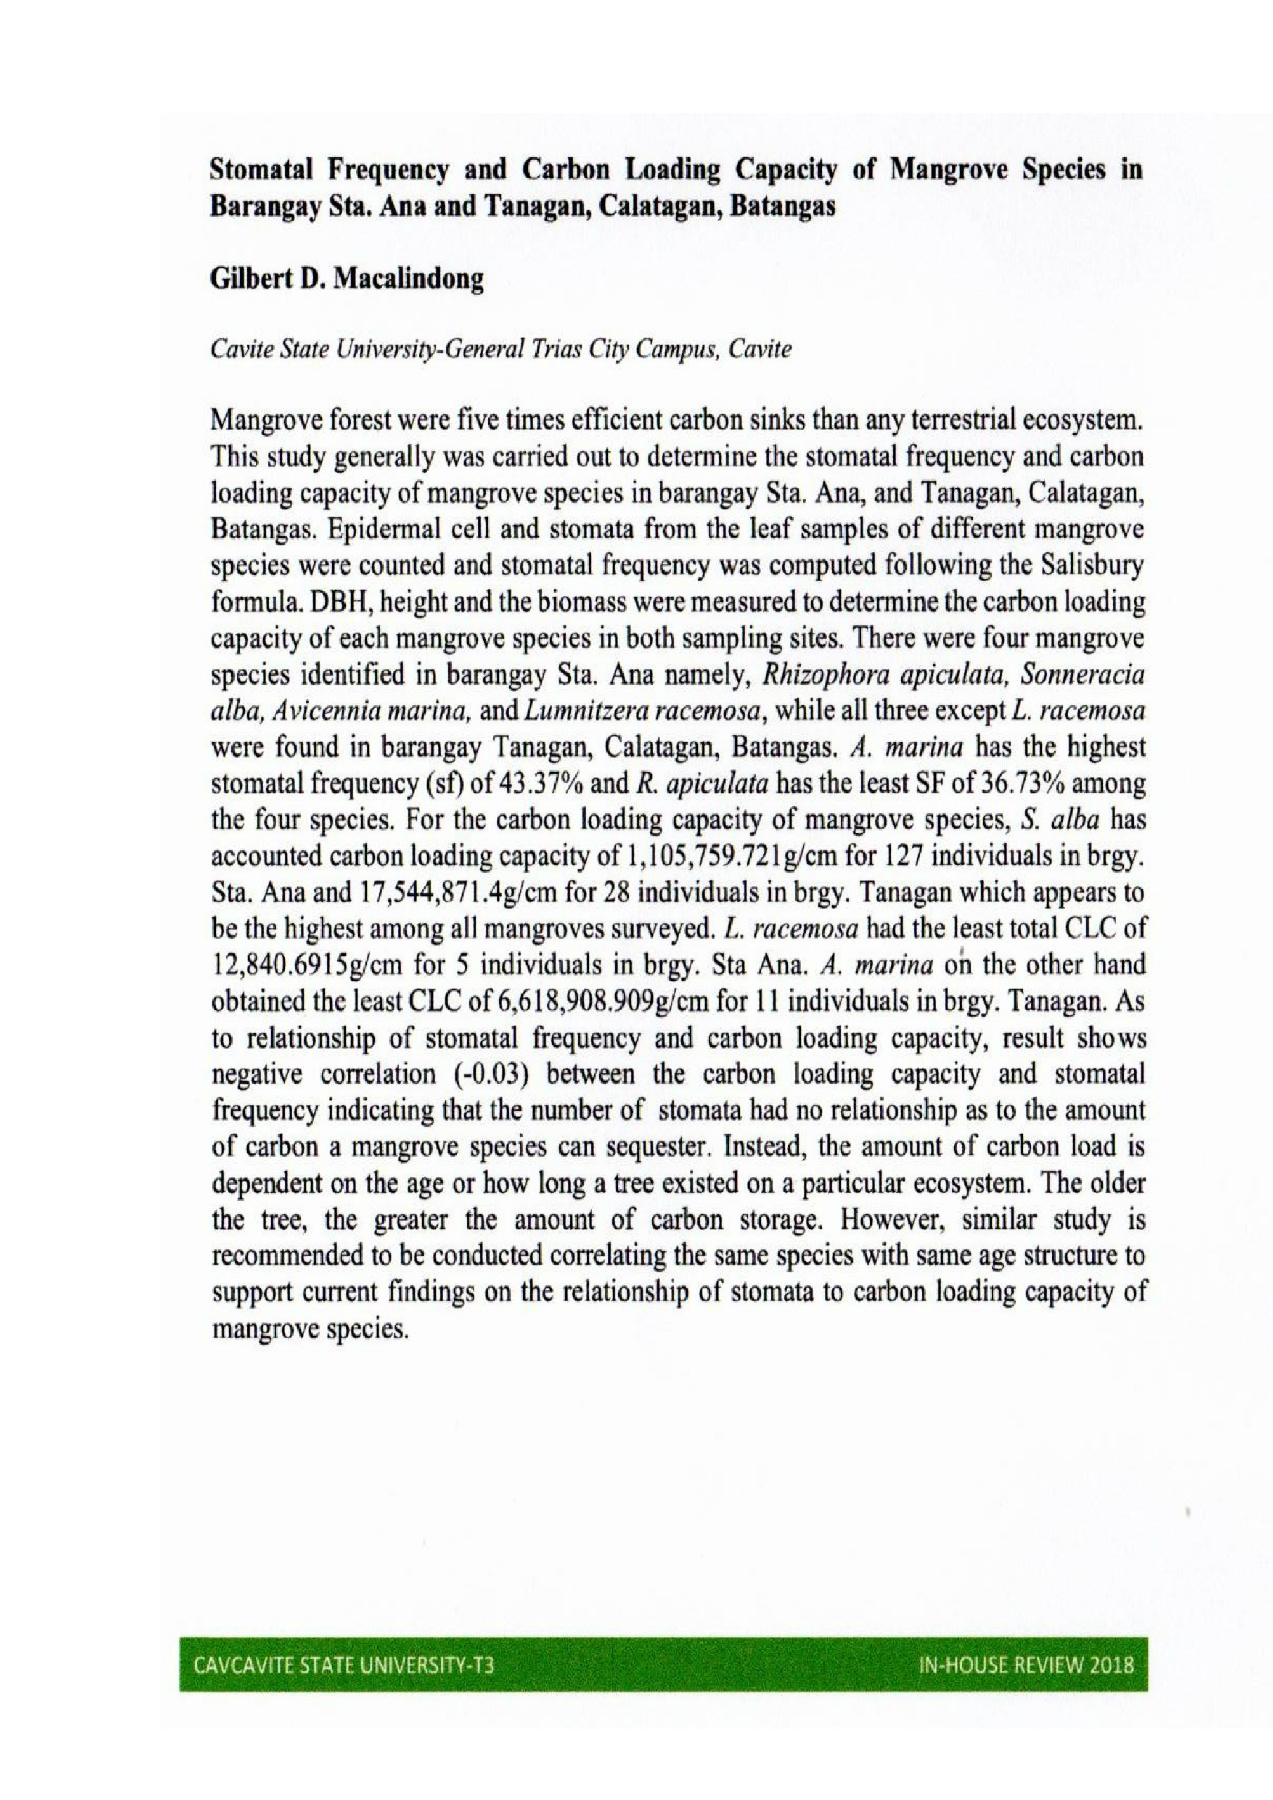 Stomatal Frequency and Carbon Loading Capacity of Mangrove Species in
Barangay Sta. Ana and Tanagan, Calatagan, Batangas
Gilbert D. Macalindong
Cavite State University-General Trias City Campus, Cavite
Mangrove forest were five times efficient carbon sinks than any terrestrial ecosystem.
This study generally was carried out to determine the stomatal frequency and carbon
loading capacity of mangrove species in barangay Sta. Ana, and Tanagan, Calatagan,
Batangas. Epidermal cell and stomata from the leaf samples of different mangrove
species were counted and stomatal frequency was computed following the Salisbury
formula. DBH, height and the biomass were measured to determine the carbon loading
capacity of each mangrove species in both sampling sites. There were four mangrove
species identified in barangay Sta. Ana namely, Rhizophora apiculata, Sonneracia
alba, Avicennia marina, and Lumnitzera racemosa, while all three except L. racemosa
were found in barangay Tanagan, Calatagan, Batangas. A. marina has the highest
stomatal frequency (sf) of 43.37% and R. apiculata has the least SF of 36.73% among
the four species. For the carbon loading capacity of mangrove species, S. alba has
accounted carbon loading capacity of 1,105,759.721g/cm for 127 individuals in brgy.
Sta. Ana and 17,544,871.4g/cm for 28 individuals in brgy. Tanagan which appears to
be the highest among all mangroves surveyed. L. racemosa had the least total CLC of
12,840.6915g/cm for 5 individuals in brgy. Sta Ana. A. marina on the other hand
obtained the least CLC of 6,618,908.909g/cm for 11 individuals in brgy. Tanagan. As
to relationship of stomatal frequency and carbon loading capacity, result shows
negative correlation (-0.03) between the carbon loading capacity and stomatal
frequency indicating that the number of stomata had no relationship as to the amount
of carbon a mangrove species can sequester. Instead, the amount of carbon load is
dependent on the age or how long a tree existed on a particular ecosystem. The older
the tree, the greater the amount of carbon storage. However, similar study is
recommended to be conducted correlating the same species with same age structure to
support current findings on the relationship of stomata to carbon loading capacity of
mangrove species.
CAVCAVITE STATE UNIVERSITY-T3 IN-HOUSE REVIEW 2018